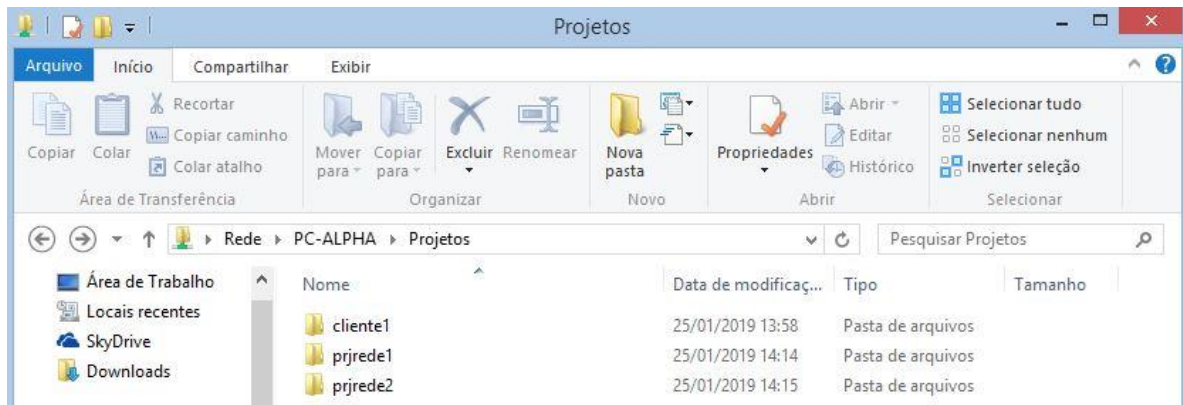 Projetos
Arquivo Início Compartilhar Exibir
Recortar Abrir Selecionar tudo
W... Copiar caminho Editar Selecionar nenhum
Copiar Colar Colar atalho Mover para Copiar para Excluir Renomear Nova pasta Propriedades Histórico Inverter seleção
Área de Transferência Organizar Novo Abrir Selecionar
Rede PC-ALPHA Projetos Pesquisar Projetos
Área de Trabalho Nome Data de modificaç... Tipo Tamanho
Locais recentes cliente1 25/01/2019 13:58 Pasta de arquivos
SkyDrive prjrede1 25/01/2019 14:14 Pasta de arquivos
Downloads prjrede2 25/01/2019 14:15 Pasta de arquivos